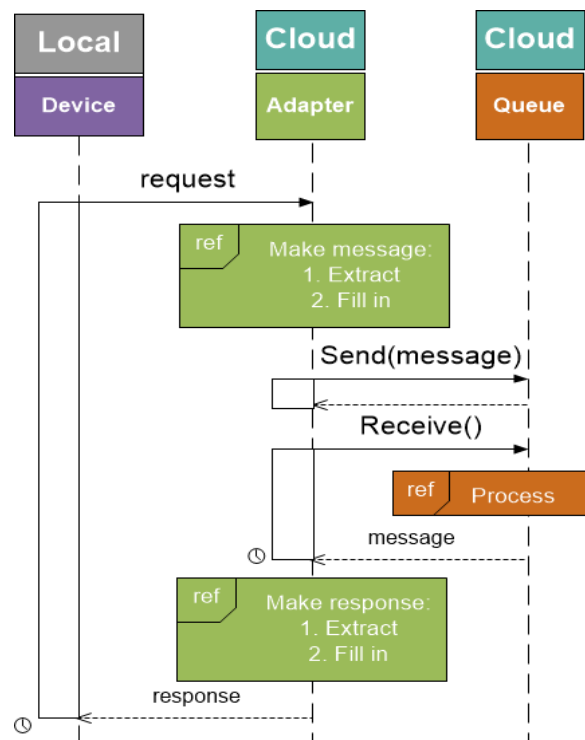 Local
Cloud
Cloud
Device
Adapter
Queue
request
ref
Make message:
1. Extract
2. Fill in
Send(message)
Receive()
ref
Process
message
ref
Make response:
1. Extract
2. Fill in
response